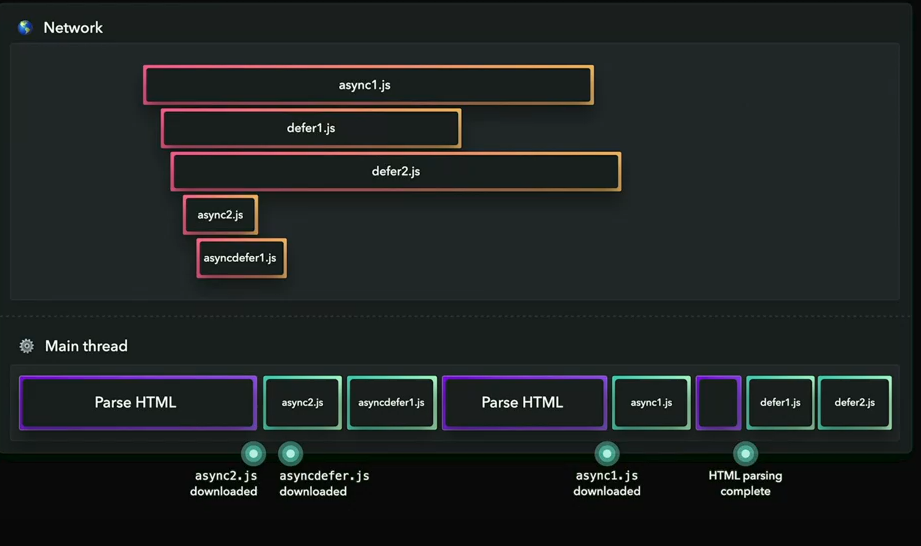 Network
async1.js
defer1.js
defer2.js
async2.js
asyncdefer1.js
Main thread
Parse HTML
async2.js
asyncdefer1.js
Parse HTML
async1.js
defer1.js
defer2.js
async2.js
downloaded
asyncdefer.js
downloaded
async1.js
downloaded
HTML parsing
complete